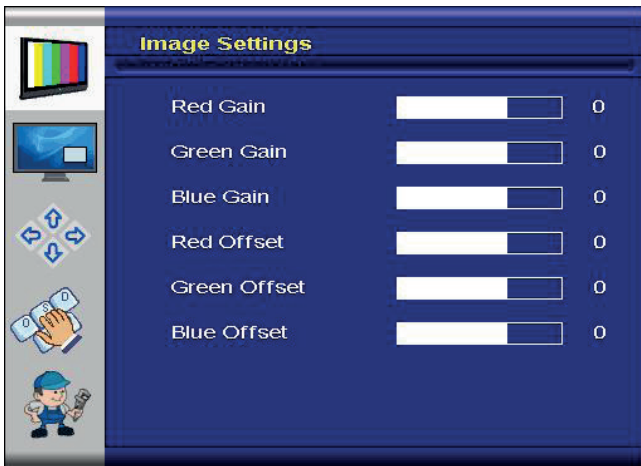 Image Settings
Red Gain 0
Green Gain 0
Blue Gain 0
Red Offset 0
Green Offset 0
Blue Offset 0
O S D